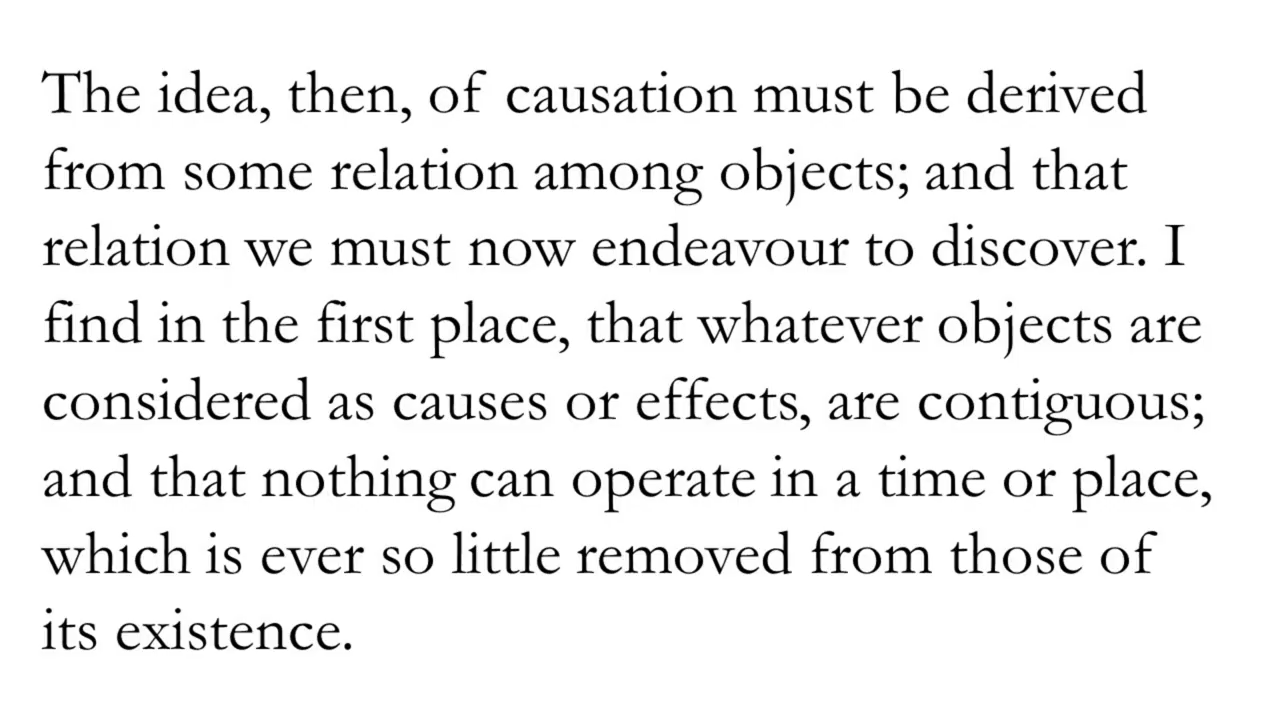 The idea, then, of causation must be derived
from some relation among objects; and that
relation we must now endeavour to discover. I
find in the first place, that whatever objects are
considered as causes or effects, are contiguous;
and that nothing can operate in a time or place,
which is ever so little removed from those of
its existence.